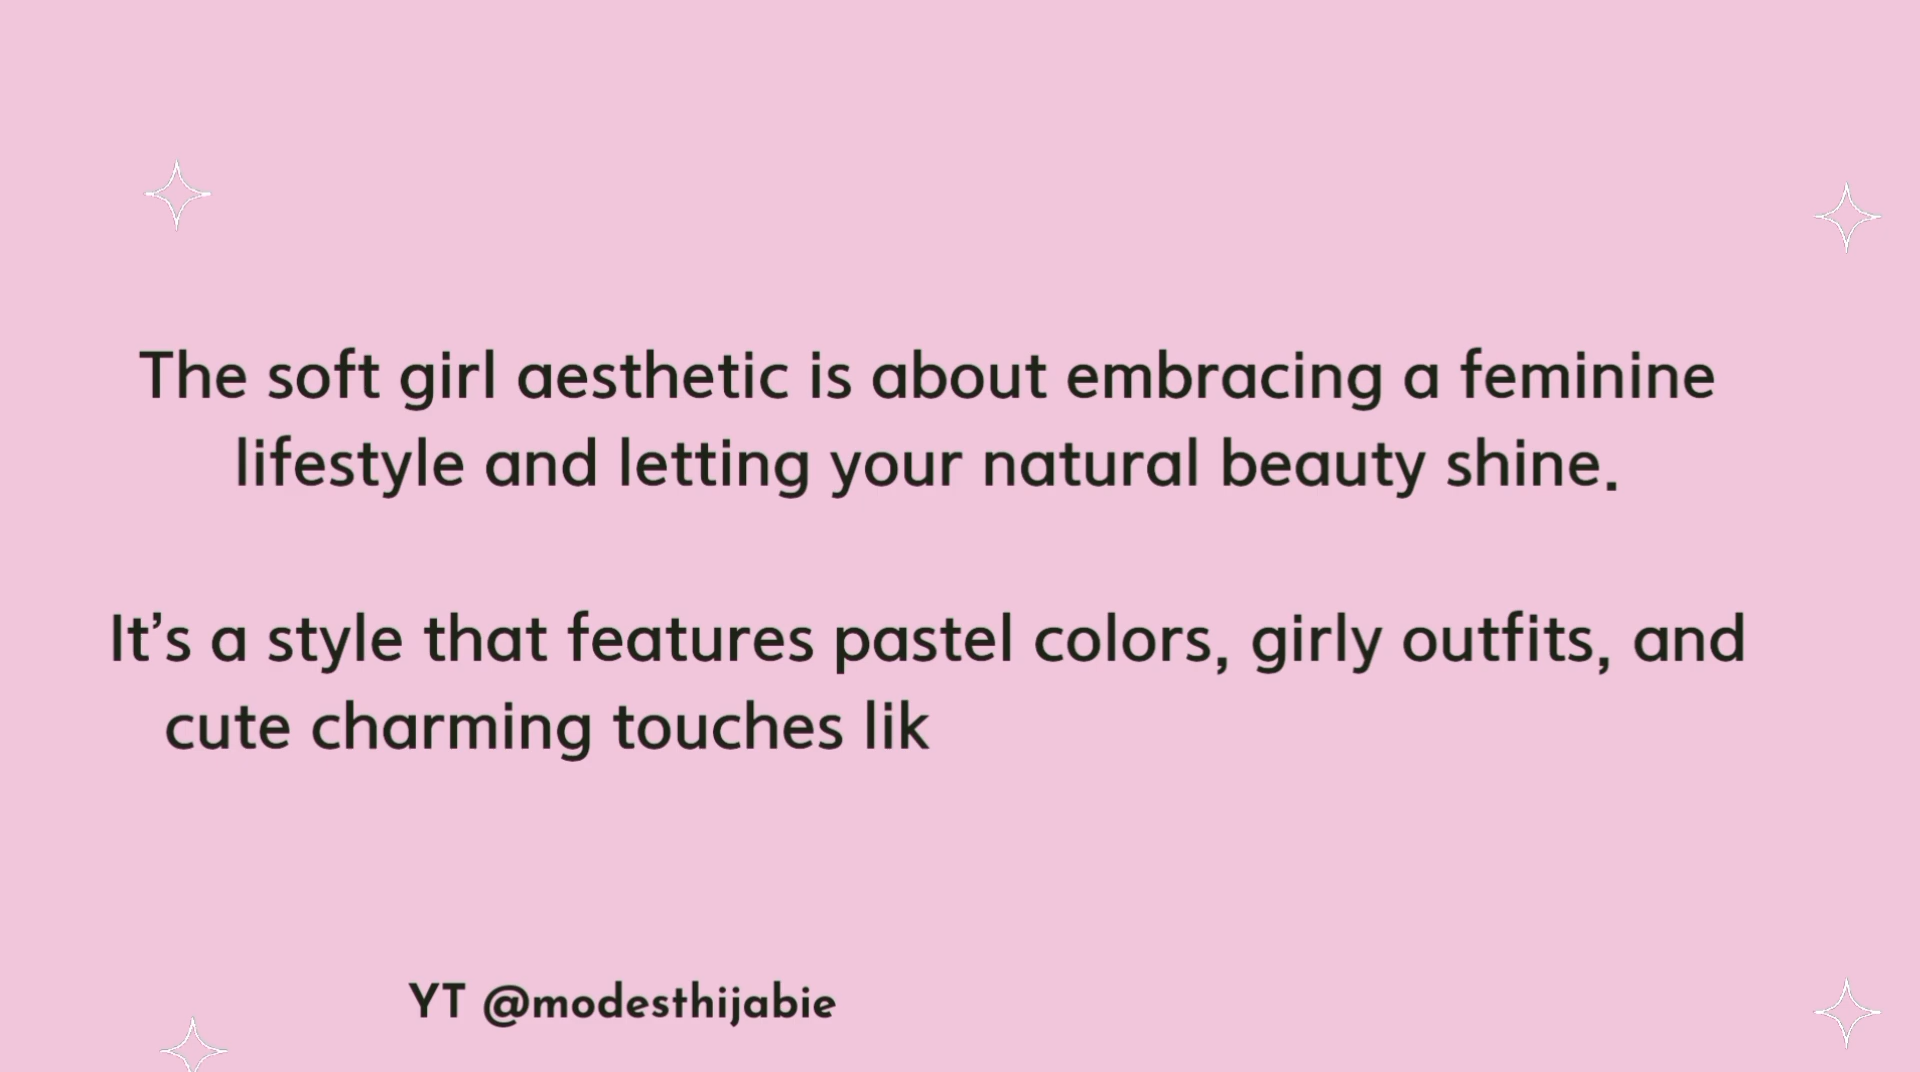 The soft girl aesthetic is about embracing a feminine
lifestyle and letting your natural beauty shine.
It’s a style that features pastel colors, girly outfits, and
cute charming touches lik
YT @modesthijabie